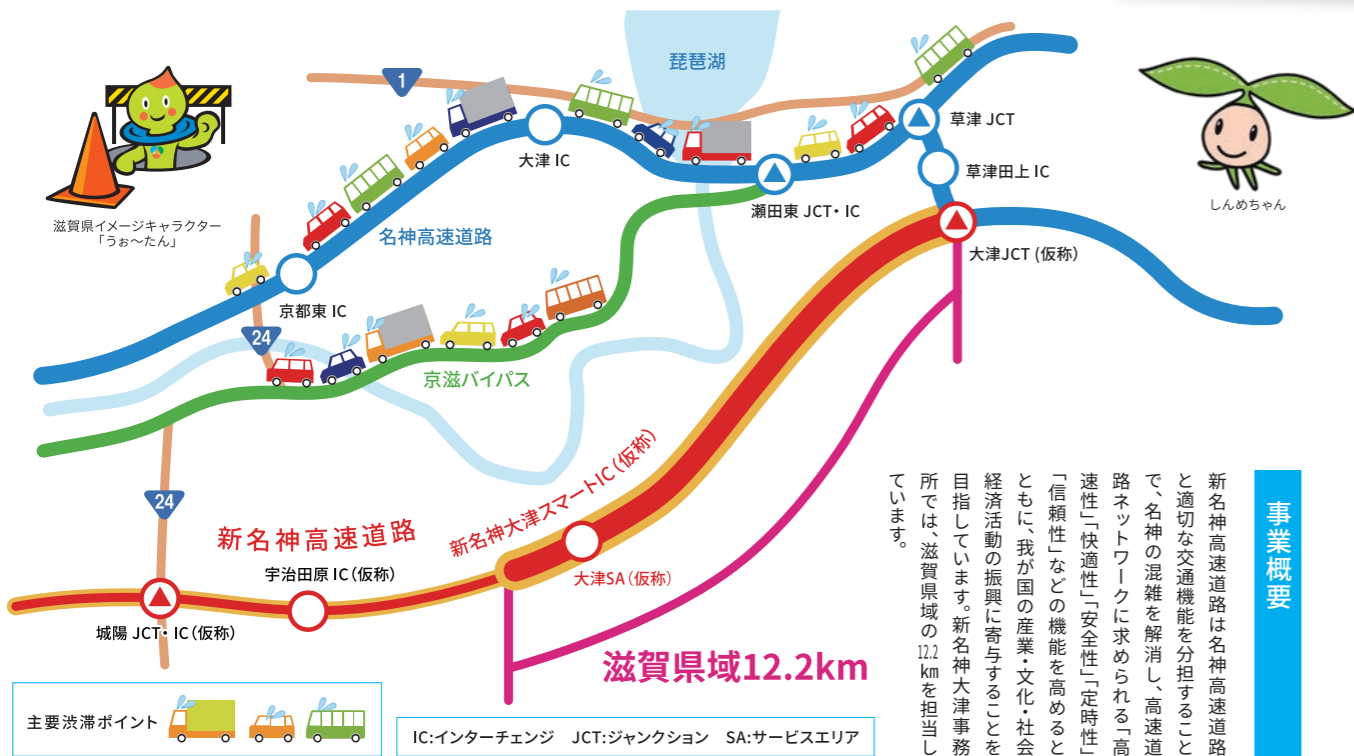 琵琶湖
1
草津 JCT
大津 IC
草津田上 IC
瀬田東 JCT・IC
しんめちゃん
滋賀県イメージキャラクター
「うぉ〜たん」
名神高速道路
大津JCT (仮称)
京都東 IC
24
京滋バイパス
新名神大津スマートIC(仮称)
24
新名神高速道路
宇治田原 IC(仮称)
大津SA(仮称)
城陽 JCT・IC(仮称)
滋賀県域12.2km
主要渋滞ポイント
IC:インターチェンジ JCT:ジャンクション SA:サービスエリア
事業概要
新名神高速道路は名神高速道路
と適切な交通機能を分担すること
で、名神の混雑を解消し、高速道
路ネットワークに求められる「高
速性」「快適性」「安全性」「定時性」
「信頼性」などの機能を高めると
ともに、我が国の産業・文化・社会
経済活動の振興に寄与することを
目指しています。新名神大津事務
所では、滋賀県域の12.2kmを担当し
ています。